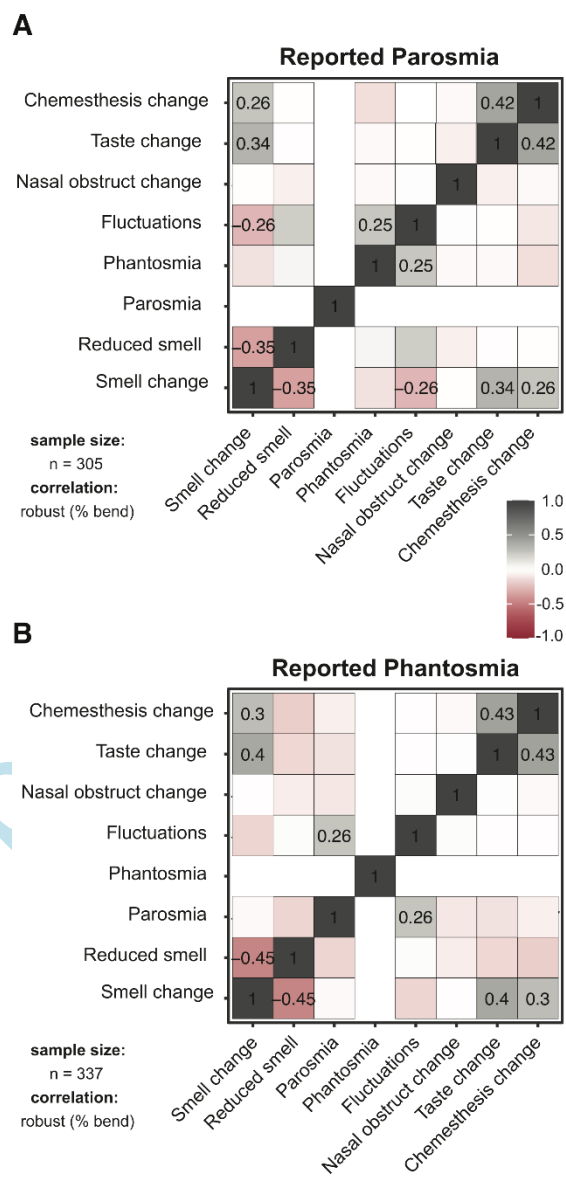 A
Reported Parosmia
Chemesthesis change 0.26 0.42 1
Taste change 0.34 1 0.42
Nasal obstruct change 1
Fluctuations −0.26 0.25 1
Phantosmia 1 0.25
Parosmia 1
Reduced smell −0.35 1
Smell change 1 −0.35 −0.26 0.34 0.26
Smell change
Reduced smell
Parosmia
Phantosmia
Fluctuations
Nasal obstruct change
Taste change
Chemesthesis change
sample size:
n = 305
correlation:
robust (% bend)
1.0
0.5
0.0
-0.5
-1.0
B
Reported Phantosmia
Chemesthesis change 0.3 0.43 1
Taste change 0.4 1 0.43
Nasal obstruct change 1
Fluctuations 0.26 1
Phantosmia 1
Parosmia 1 0.26
Reduced smell −0.45 1
Smell change 1 −0.45 0.4 0.3
Smell change
Reduced smell
Parosmia
Phantosmia
Fluctuations
Nasal obstruct change
Taste change
Chemesthesis change
sample size:
n = 337
correlation:
robust (% bend)